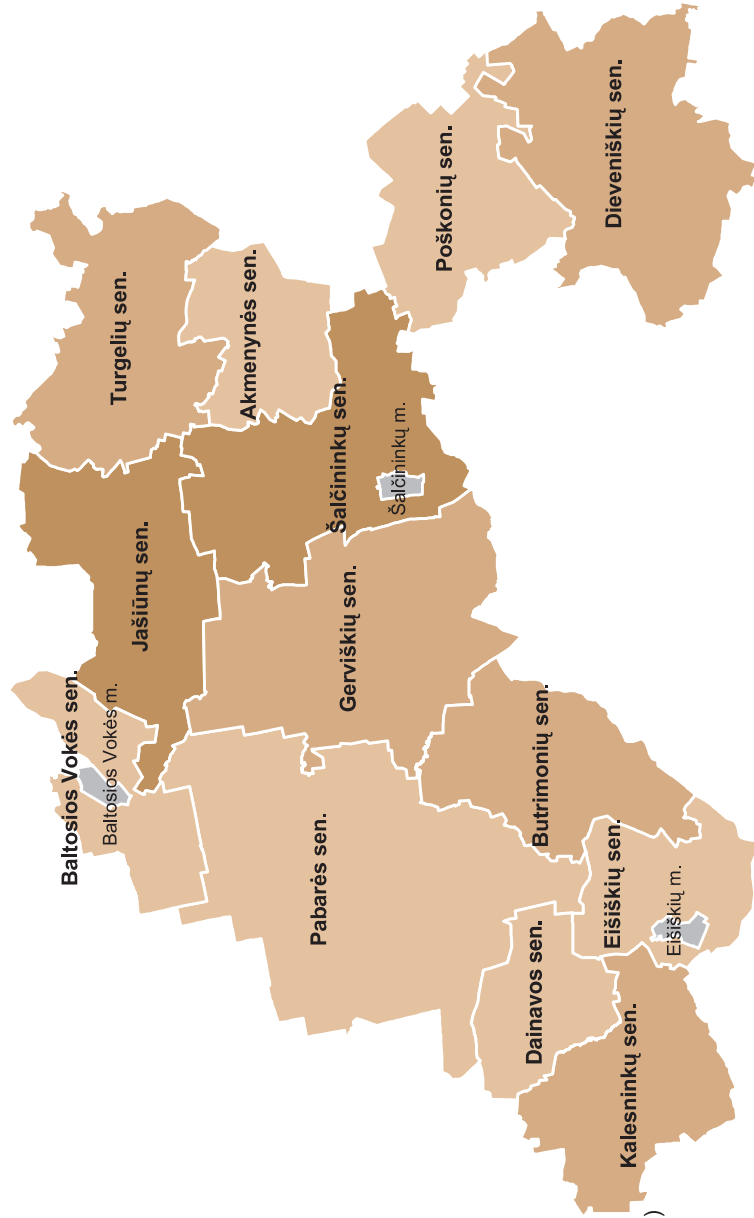 Baltosios Vokės sen.
Baltosios Vokės m.
Jašiūnų sen.
Turgelių sen.
Akmenynės sen.
Šalčininkų sen.
Šalčininkų m.
Gerviškių sen.
Pabarės sen.
Poškonių sen.
Dieveniškių sen.
Butrimonių sen.
Dainavos sen.
Eišiškių sen.
Eišiškių m.
Kalesninkų sen.
)